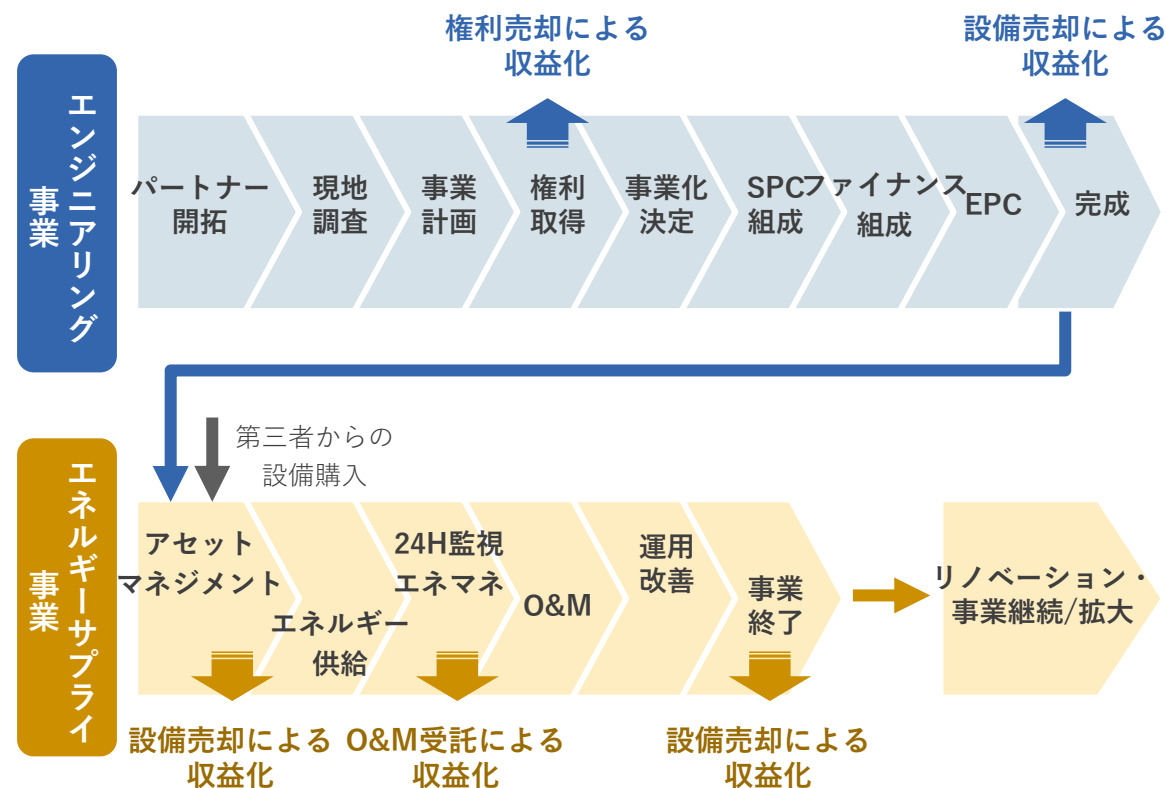 権利売却による
収益化
設備売却による
収益化
エンジニアリング
事業
パートナー
開拓
現地
調査
事業
計画
権利
取得
事業化
決定
SPC
組成
ファイナンス
組成
EPC
完成
第三者からの
設備購入
エネルギーサプライ
事業
アセット
マネジメント
エネルギー
供給
24H監視
エネマネ
O&M
運用
改善
事業
終了
リノベーション・
事業継続/拡大
設備売却による
収益化
O&M受託による
収益化
設備売却による
収益化